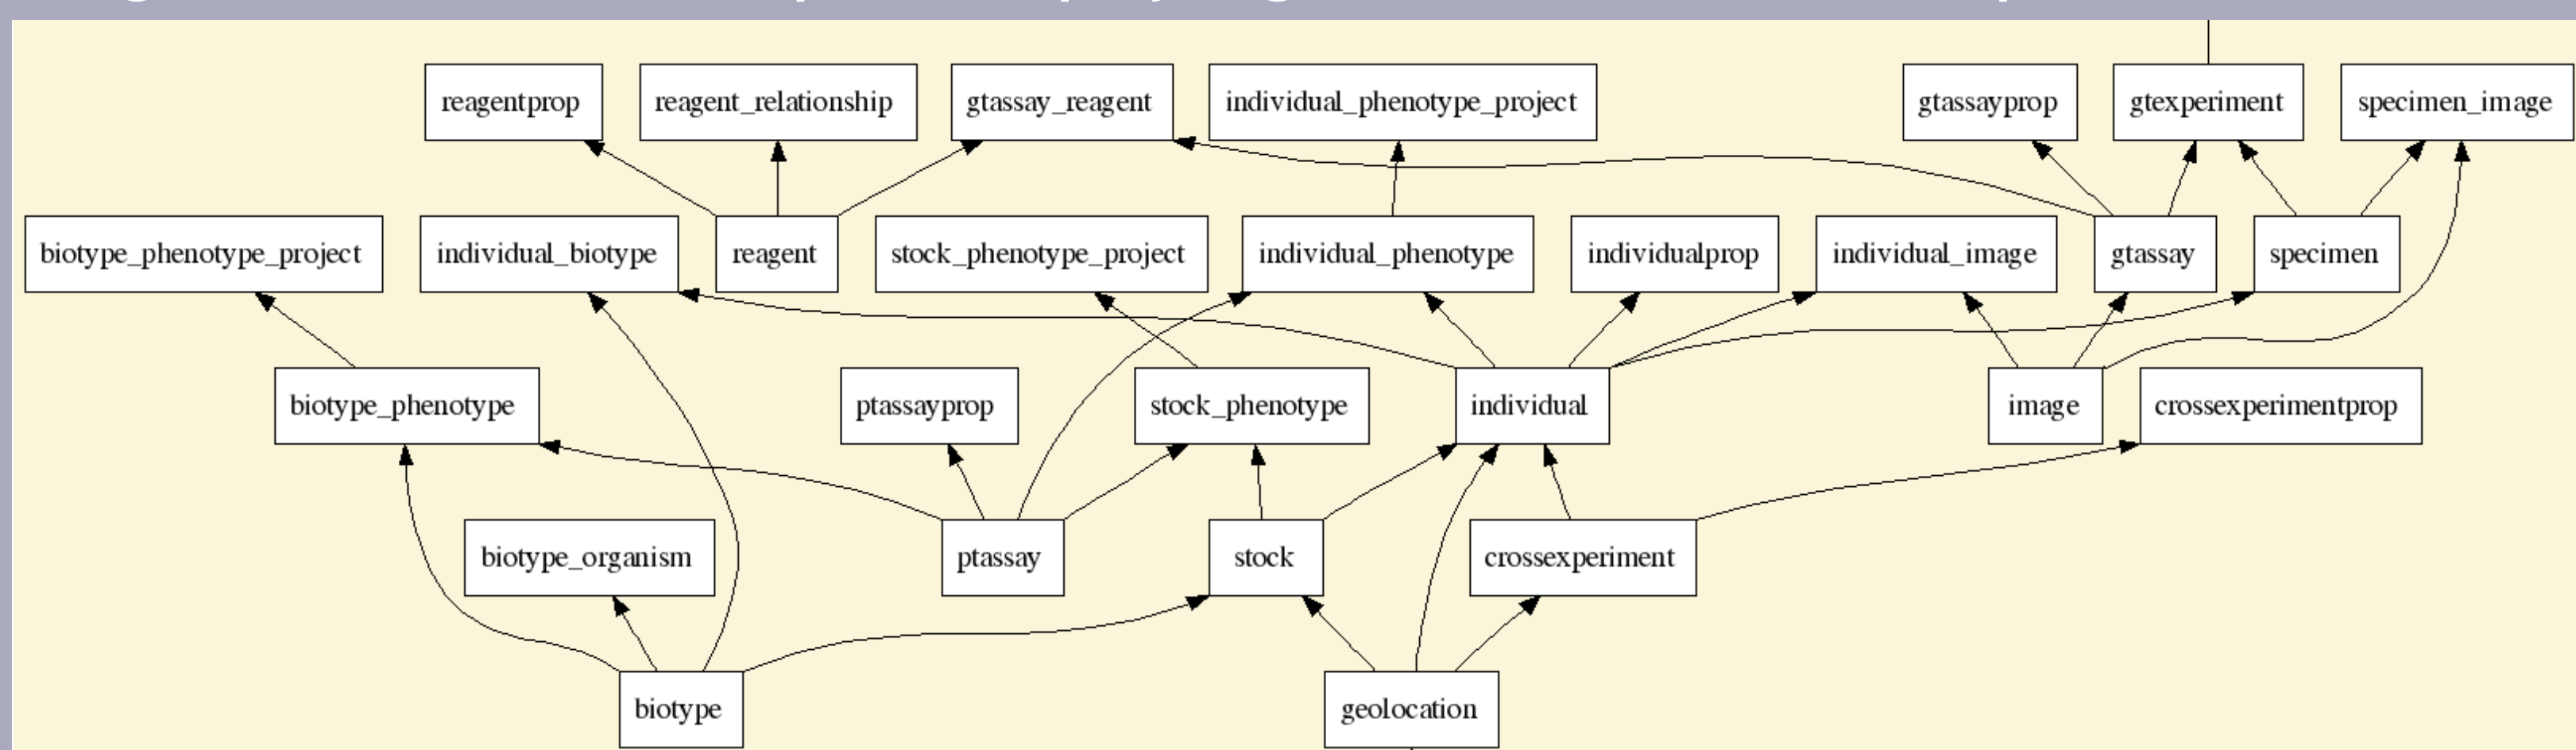 reagentprop
reagent_relationship
gtassay_reagent
individual_phenotype_project
gtassayprop
gtexperiment
specimen_image
biotype_phenotype_project
individual_biotype
reagent
stock_phenotype_project
individual_phenotype
individualprop
individual_image
gtassay
specimen
biotype_phenotype
ptassayprop
stock_phenotype
individual
image
crossexperimentprop
biotype_organism
ptassay
stock
crossexperiment
biotype
geolocation